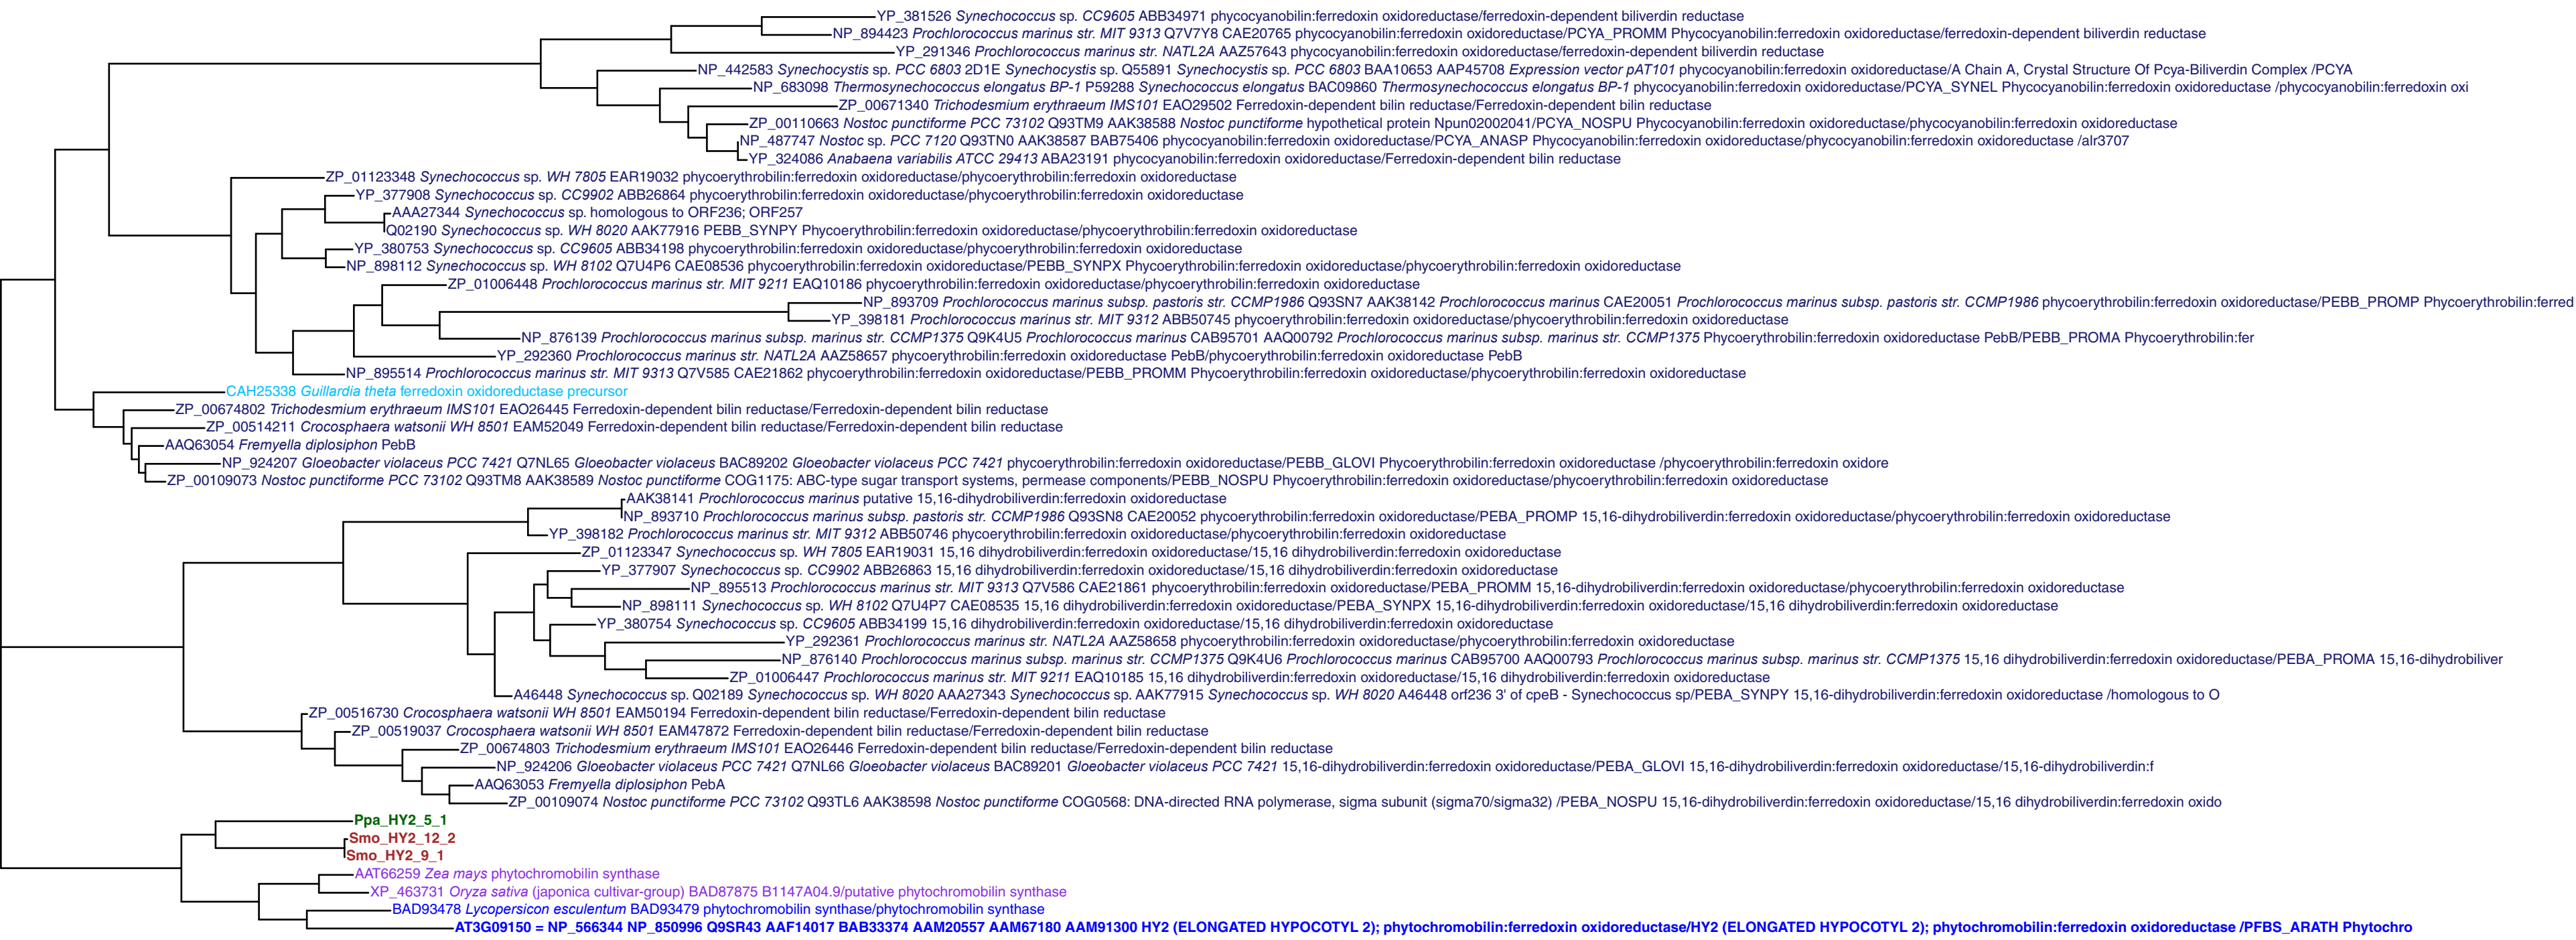 YP_381526 Synechococcus sp. CC9605 ABB34971 phycocyanobilin:ferredoxin oxidoreductase/ferredoxin-dependent biliverdin reductase
NP_894423 Prochlorococcus marinus str. MIT 9313 Q7V7Y8 CAE20765 phycocyanobilin:ferredoxin oxidoreductase/PCYA_PROMM Phycocyanobilin:ferredoxin oxidoreductase/ferredoxin-dependent biliverdin reductase
YP_291346 Prochlorococcus marinus str. NATL2A AAZ57643 phycocyanobilin:ferredoxin oxidoreductase/ferredoxin-dependent biliverdin reductase
NP_442583 Synechocystis sp. PCC 6803 2D1E Synechocystis sp. Q55891 Synechocystis sp. PCC 6803 BAA10653 AAP45708 Expression vector pAT101 phycocyanobilin:ferredoxin oxidoreductase/A Chain A, Crystal Structure Of Pcya-Biliverdin Complex /PCYA
NP_683098 Thermosynechococcus elongatus BP-1 P59288 Synechococcus elongatus BAC09860 Thermosynechococcus elongatus BP-1 phycocyanobilin:ferredoxin oxidoreductase/PCYA_SYNEL Phycocyanobilin:ferredoxin oxidoreductase /phycocyanobilin:ferredoxin oxi
ZP_00671340 Trichodesmium erythraeum IMS101 EAO29502 Ferredoxin-dependent bilin reductase/Ferredoxin-dependent bilin reductase
ZP_00110663 Nostoc punctiforme PCC 73102 Q93TM9 AAK38588 Nostoc punctiforme hypothetical protein Npun02002041/PCYA_NOSPU Phycocyanobilin:ferredoxin oxidoreductase/phycocyanobilin:ferredoxin oxidoreductase
NP_487747 Nostoc sp. PCC 7120 Q93TN0 AAK38587 BAB75406 phycocyanobilin:ferredoxin oxidoreductase/PCYA_ANASP Phycocyanobilin:ferredoxin oxidoreductase/phycocyanobilin:ferredoxin oxidoreductase /alr3707
YP_324086 Anabaena variabilis ATCC 29413 ABA23191 phycocyanobilin:ferredoxin oxidoreductase/Ferredoxin-dependent bilin reductase
ZP_01123348 Synechococcus sp. WH 7805 EAR19032 phycoerythrobilin:ferredoxin oxidoreductase/phycoerythrobilin:ferredoxin oxidoreductase
YP_377908 Synechococcus sp. CC9902 ABB26864 phycoerythrobilin:ferredoxin oxidoreductase/phycoerythrobilin:ferredoxin oxidoreductase
AAA27344 Synechococcus sp. homologous to ORF236; ORF257
Q02190 Synechococcus sp. WH 8020 AAK77916 PEBB_SYNPY Phycoerythrobilin:ferredoxin oxidoreductase/phycoerythrobilin:ferredoxin oxidoreductase
YP_380753 Synechococcus sp. CC9605 ABB34198 phycoerythrobilin:ferredoxin oxidoreductase/phycoerythrobilin:ferredoxin oxidoreductase
NP_898112 Synechococcus sp. WH 8102 Q7U4P6 CAE08536 phycoerythrobilin:ferredoxin oxidoreductase/PEBB_SYNPX Phycoerythrobilin:ferredoxin oxidoreductase/phycoerythrobilin:ferredoxin oxidoreductase
ZP_01006448 Prochlorococcus marinus str. MIT 9211 EAQ10186 phycoerythrobilin:ferredoxin oxidoreductase/phycoerythrobilin:ferredoxin oxidoreductase
NP_893709 Prochlorococcus marinus subsp. pastoris str. CCMP1986 Q93SN7 AAK38142 Prochlorococcus marinus CAE20051 Prochlorococcus marinus subsp. pastoris str. CCMP1986 phycoerythrobilin:ferredoxin oxidoreductase/PEBB_PROMP Phycoerythrobilin:ferred
YP_398181 Prochlorococcus marinus str. MIT 9312 ABB50745 phycoerythrobilin:ferredoxin oxidoreductase/phycoerythrobilin:ferredoxin oxidoreductase
NP_876139 Prochlorococcus marinus subsp. marinus str. CCMP1375 Q9K4U5 Prochlorococcus marinus CAB95701 AAQ00792 Prochlorococcus marinus subsp. marinus str. CCMP1375 Phycoerythrobilin:ferredoxin oxidoreductase PebB/PEBB_PROMA Phycoerythrobilin:fer
YP_292360 Prochlorococcus marinus str. NATL2A AAZ58657 phycoerythrobilin:ferredoxin oxidoreductase PebB/phycoerythrobilin:ferredoxin oxidoreductase PebB
NP_895514 Prochlorococcus marinus str. MIT 9313 Q7V585 CAE21862 phycoerythrobilin:ferredoxin oxidoreductase/PEBB_PROMM Phycoerythrobilin:ferredoxin oxidoreductase/phycoerythrobilin:ferredoxin oxidoreductase
CAH25338 Guillardia theta ferredoxin oxidoreductase precursor
ZP_00674802 Trichodesmium erythraeum IMS101 EAO26445 Ferredoxin-dependent bilin reductase/Ferredoxin-dependent bilin reductase
ZP_00514211 Crocosphaera watsonii WH 8501 EAM52049 Ferredoxin-dependent bilin reductase/Ferredoxin-dependent bilin reductase
AAQ63054 Fremyella diplosiphon PebB
NP_924207 Gloeobacter violaceus PCC 7421 Q7NL65 Gloeobacter violaceus BAC89202 Gloeobacter violaceus PCC 7421 phycoerythrobilin:ferredoxin oxidoreductase/PEBB_GLOVI Phycoerythrobilin:ferredoxin oxidoreductase /phycoerythrobilin:ferredoxin oxidore
ZP_00109073 Nostoc punctiforme PCC 73102 Q93TM8 AAK38589 Nostoc punctiforme COG1175: ABC-type sugar transport systems, permease components/PEBB_NOSPU Phycoerythrobilin:ferredoxin oxidoreductase/phycoerythrobilin:ferredoxin oxidoreductase
AAK38141 Prochlorococcus marinus putative 15,16-dihydrobiliverdin:ferredoxin oxidoreductase
NP_893710 Prochlorococcus marinus subsp. pastoris str. CCMP1986 Q93SN8 CAE20052 phycoerythrobilin:ferredoxin oxidoreductase/PEBA_PROMP 15,16-dihydrobiliverdin:ferredoxin oxidoreductase/phycoerythrobilin:ferredoxin oxidoreductase
YP_398182 Prochlorococcus marinus str. MIT 9312 ABB50746 phycoerythrobilin:ferredoxin oxidoreductase/phycoerythrobilin:ferredoxin oxidoreductase
ZP_01123347 Synechococcus sp. WH 7805 EAR19031 15,16 dihydrobiliverdin:ferredoxin oxidoreductase/15,16 dihydrobiliverdin:ferredoxin oxidoreductase
YP_377907 Synechococcus sp. CC9902 ABB26863 15,16 dihydrobiliverdin:ferredoxin oxidoreductase/15,16 dihydrobiliverdin:ferredoxin oxidoreductase
NP_895513 Prochlorococcus marinus str. MIT 9313 Q7V586 CAE21861 phycoerythrobilin:ferredoxin oxidoreductase/PEBA_PROMM 15,16-dihydrobiliverdin:ferredoxin oxidoreductase/phycoerythrobilin:ferredoxin oxidoreductase
NP_898111 Synechococcus sp. WH 8102 Q7U4P7 CAE08535 15,16 dihydrobiliverdin:ferredoxin oxidoreductase/PEBA_SYNPX 15,16-dihydrobiliverdin:ferredoxin oxidoreductase/15,16 dihydrobiliverdin:ferredoxin oxidoreductase
YP_380754 Synechococcus sp. CC9605 ABB34199 15,16 dihydrobiliverdin:ferredoxin oxidoreductase/15,16 dihydrobiliverdin:ferredoxin oxidoreductase
YP_292361 Prochlorococcus marinus str. NATL2A AAZ58658 phycoerythrobilin:ferredoxin oxidoreductase/phycoerythrobilin:ferredoxin oxidoreductase
NP_876140 Prochlorococcus marinus subsp. marinus str. CCMP1375 Q9K4U6 Prochlorococcus marinus CAB95700 AAQ00793 Prochlorococcus marinus subsp. marinus str. CCMP1375 15,16 dihydrobiliverdin:ferredoxin oxidoreductase/PEBA_PROMA 15,16-dihydrobiliver
ZP_01006447 Prochlorococcus marinus str. MIT 9211 EAQ10185 15,16 dihydrobiliverdin:ferredoxin oxidoreductase/15,16 dihydrobiliverdin:ferredoxin oxidoreductase
A46448 Synechococcus sp. Q02189 Synechococcus sp. WH 8020 AAA27343 Synechococcus sp. AAK77915 Synechococcus sp. WH 8020 A46448 orf236 3' of cpeB - Synechococcus sp/PEBA_SYNPY 15,16-dihydrobiliverdin:ferredoxin oxidoreductase /homologous to O
ZP_00516730 Crocosphaera watsonii WH 8501 EAM50194 Ferredoxin-dependent bilin reductase/Ferredoxin-dependent bilin reductase
ZP_00519037 Crocosphaera watsonii WH 8501 EAM47872 Ferredoxin-dependent bilin reductase/Ferredoxin-dependent bilin reductase
ZP_00674803 Trichodesmium erythraeum IMS101 EAO26446 Ferredoxin-dependent bilin reductase/Ferredoxin-dependent bilin reductase
NP_924206 Gloeobacter violaceus PCC 7421 Q7NL66 Gloeobacter violaceus BAC89201 Gloeobacter violaceus PCC 7421 15,16-dihydrobiliverdin:ferredoxin oxidoreductase/PEBA_GLOVI 15,16-dihydrobiliverdin:ferredoxin oxidoreductase/15,16-dihydrobiliverdin:f
AAQ63053 Fremyella diplosiphon PebA
ZP_00109074 Nostoc punctiforme PCC 73102 Q93TL6 AAK38598 Nostoc punctiforme COG0568: DNA-directed RNA polymerase, sigma subunit (sigma70/sigma32) /PEBA_NOSPU 15,16-dihydrobiliverdin:ferredoxin oxidoreductase/15,16 dihydrobiliverdin:ferredoxin oxido
Ppa_HY2_5_1
Smo_HY2_12_2
Smo_HY2_9_1
AAT66259 Zea mays phytochromobilin synthase
XP_463731 Oryza sativa (japonica cultivar-group) BAD87875 B1147A04.9/putative phytochromobilin synthase
BAD93478 Lycopersicon esculentum BAD93479 phytochromobilin synthase/phytochromobilin synthase
AT3G09150 = NP_566344 NP_850996 Q9SR43 AAF14017 BAB33374 AAM20557 AAM67180 AAM91300 HY2 (ELONGATED HYPOCOTYL 2); phytochromobilin:ferredoxin oxidoreductase/HY2 (ELONGATED HYPOCOTYL 2); phytochromobilin:ferredoxin oxidoreductase /PFBS_ARATH Phytochro